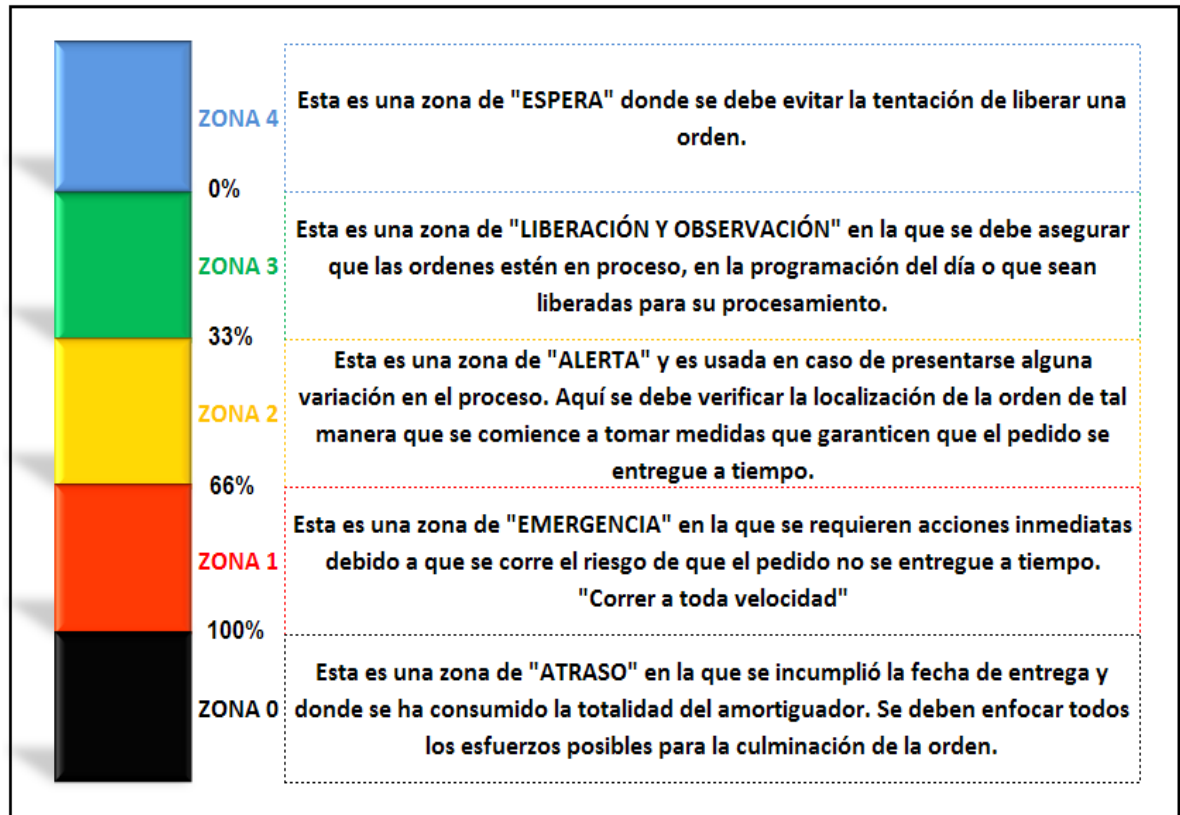 ZONA 4
Esta es una zona de "ESPERA" donde se debe evitar la tentación de liberar una
orden.
0%
ZONA 3
Esta es una zona de "LIBERACIÓN Y OBSERVACIÓN" en la que se debe asegurar
que las ordenes estén en proceso, en la programación del día o que sean
liberadas para su procesamiento.
33%
ZONA 2
Esta es una zona de "ALERTA" y es usada en caso de presentarse alguna
variación en el proceso. Aquí se debe verificar la localización de la orden de tal
manera que se comience a tomar medidas que garanticen que el pedido se
entregue a tiempo.
66%
ZONA 1
Esta es una zona de "EMERGENCIA" en la que se requieren acciones inmediatas
debido a que se corre el riesgo de que el pedido no se entregue a tiempo.
"Correr a toda velocidad"
100%
ZONA 0
Esta es una zona de "ATRASO" en la que se incumplió la fecha de entrega y
donde se ha consumido la totalidad del amortiguador. Se deben enfocar todos
los esfuerzos posibles para la culminación de la orden.